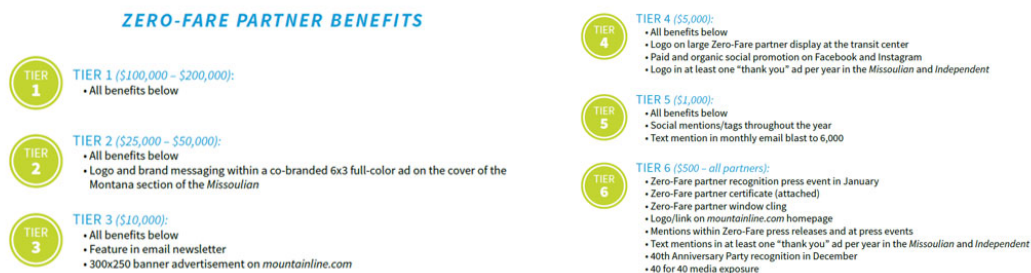 ZERO-FARE PARTNER BENEFITS
TIER 1
TIER 1 ($100,000 – $200,000):
• All benefits below
TIER 2
TIER 2 ($25,000 – $50,000):
• All benefits below
• Logo and brand messaging within a co-branded 6x3 full-color ad on the cover of the
Montana section of the Missoulian
TIER 3
TIER 3 ($10,000):
• All benefits below
• Feature in email newsletter
• 300x250 banner advertisement on mountainline.com
TIER 4
TIER 4 ($5,000):
• All benefits below
• Logo on large Zero-Fare partner display at the transit center
• Paid and organic social promotion on Facebook and Instagram
• Logo in at least one “thank you” ad per year in the Missoulian and Independent
TIER 5
TIER 5 ($1,000):
• All benefits below
• Social mentions/tags throughout the year
• Text mention in monthly email blast to 6,000
TIER 6
TIER 6 ($500 – all partners):
• Zero-Fare partner recognition press event in January
• Zero-Fare partner certificate (attached)
• Zero-Fare partner window cling
• Logo/link on mountainline.com homepage
• Mentions within Zero-Fare press releases and at press events
• Text mentions in at least one “thank you” ad per year in the Missoulian and Independent
• 40th Anniversary Party recognition in December
• 40 for 40 media exposure